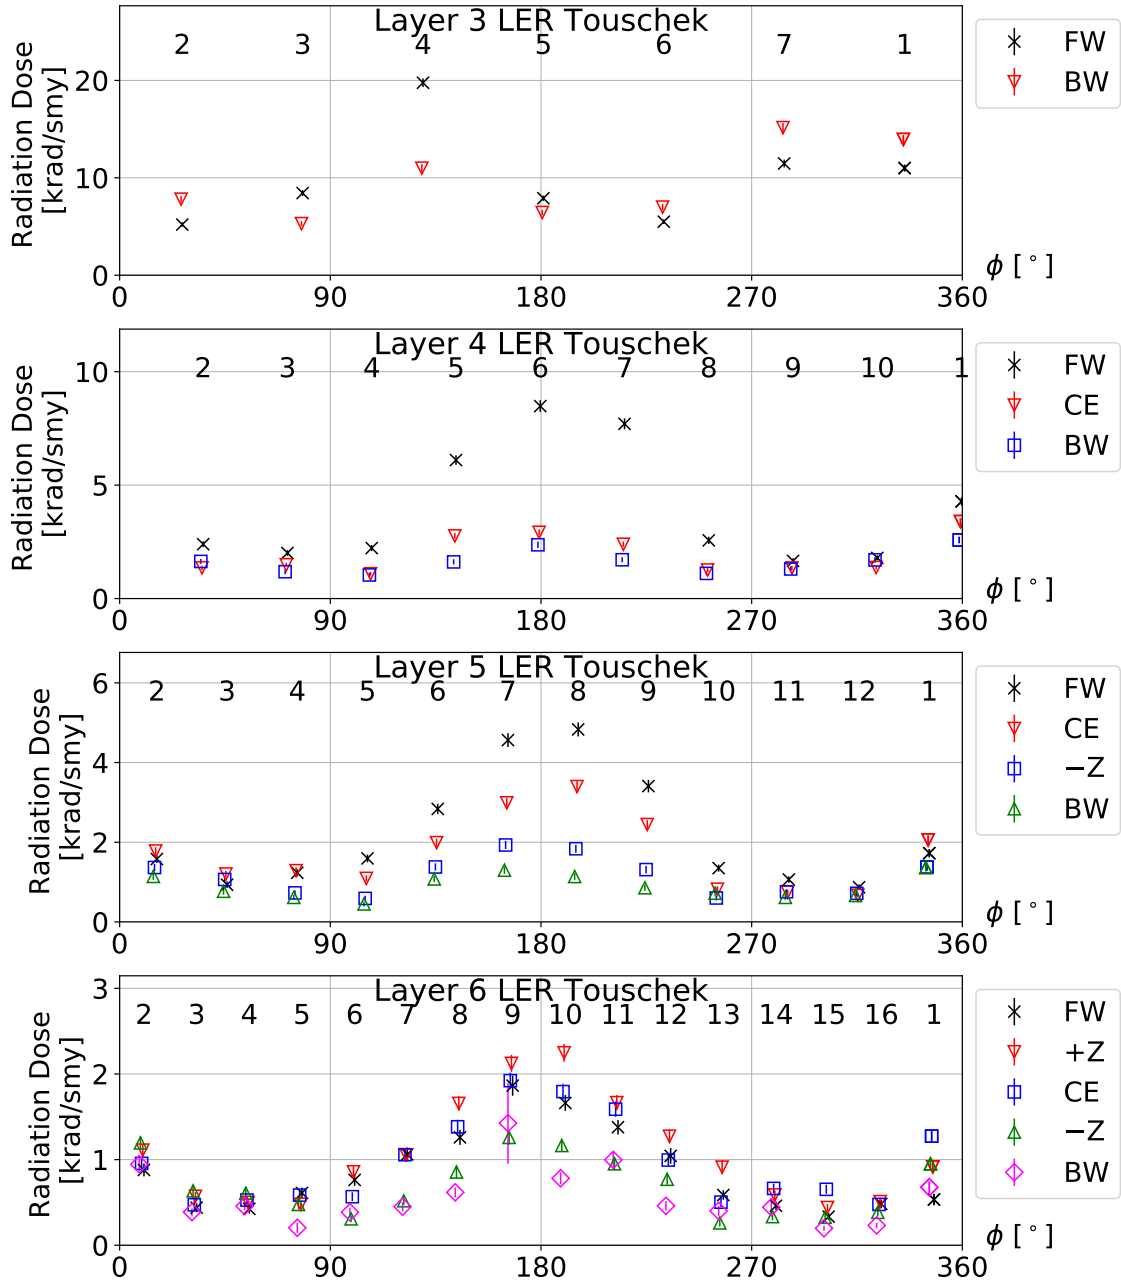 Layer 3 LER Touschek
2 3 4 5 6 7 1
Radiation Dose
[krad/smy]
20
10
0
0 90 180 270 360
ϕ [°]
FW
BW
Layer 4 LER Touschek
2 3 4 5 6 7 8 9 10 1
Radiation Dose
[krad/smy]
10
5
0
0 90 180 270 360
ϕ [°]
FW
CE
BW
Layer 5 LER Touschek
2 3 4 5 6 7 8 9 10 11 12 1
Radiation Dose
[krad/smy]
6
4
2
0
0 90 180 270 360
ϕ [°]
FW
CE
−Z
BW
Layer 6 LER Touschek
2 3 4 5 6 7 8 9 10 11 12 13 14 15 16 1
Radiation Dose
[krad/smy]
3
2
1
0
0 90 180 270 360
ϕ [°]
FW
+Z
CE
−Z
BW